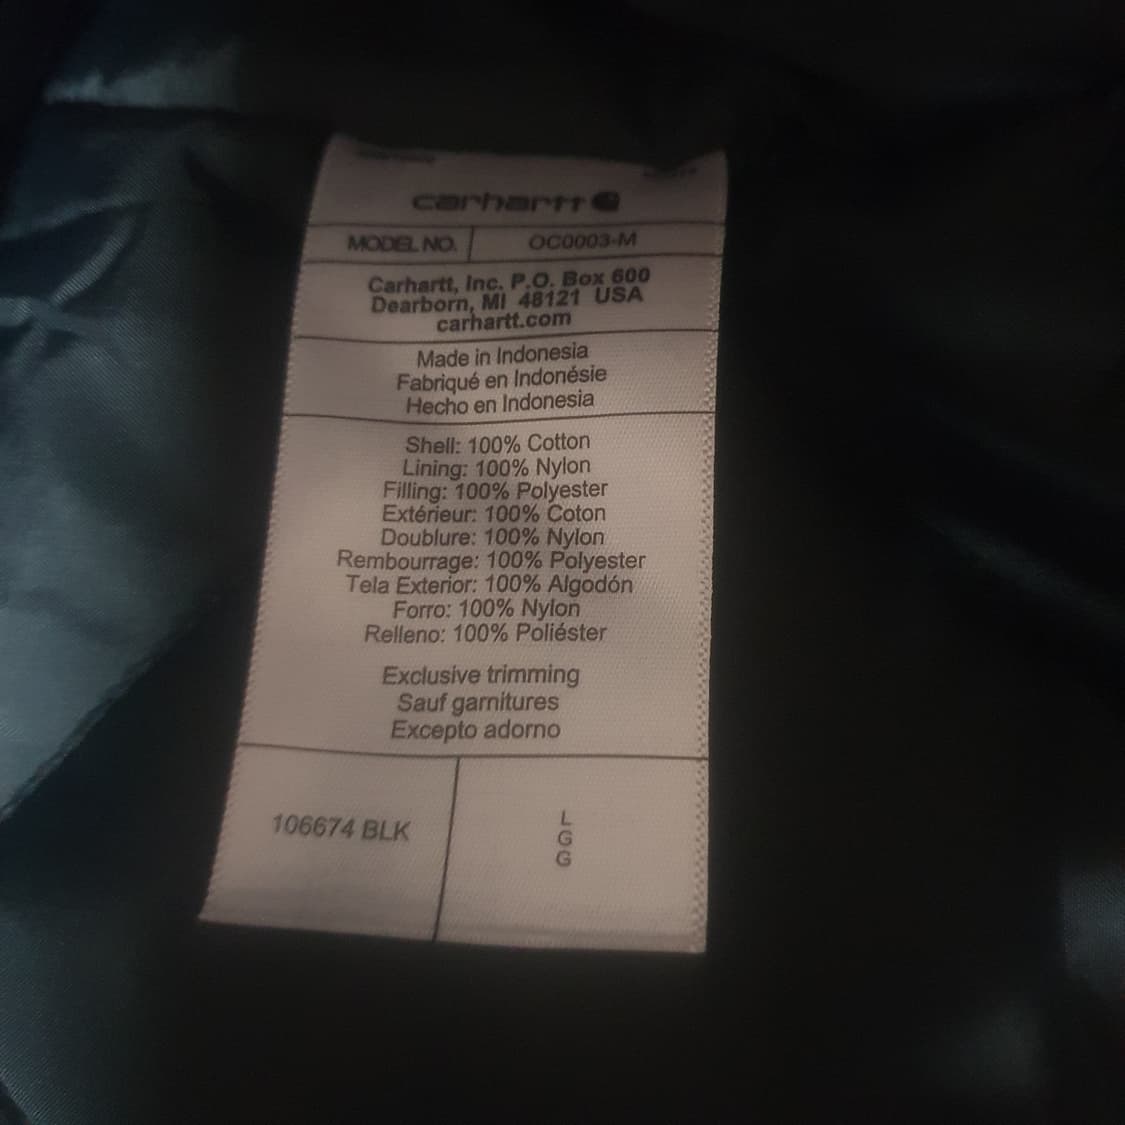 carhartt
MODEL NO. OC0003-M
Carhartt, Inc. P.O. Box 600
Dearborn, MI 48121 USA
carhartt.com
Made in Indonesia
Fabriqué en Indonésie
Hecho en Indonesia
Shell: 100% Cotton
Lining: 100% Nylon
Filling: 100% Polyester
Extérieur: 100% Coton
Doublure: 100% Nylon
Rembourrage: 100% Polyester
Tela Exterior: 100% Algodón
Forro: 100% Nylon
Relleno: 100% Poliéster
Exclusive trimming
Sauf garnitures
Excepto adorno
106674 BLK
L
G
G